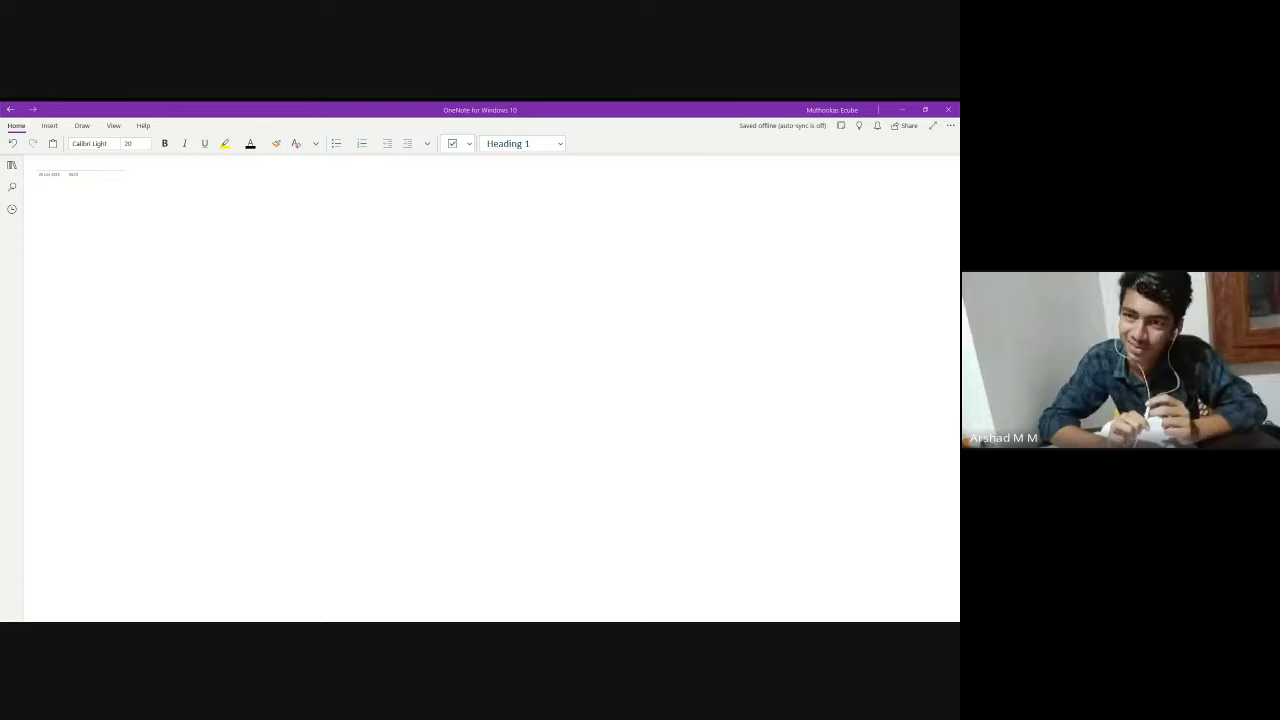 OneNote for Windows 10
Muthookas Ecube
Home Insert Draw View Help
Saved offline (auto-sync is off)
Share
Calibri Light 20 B I U A Heading 1
Arshad M M